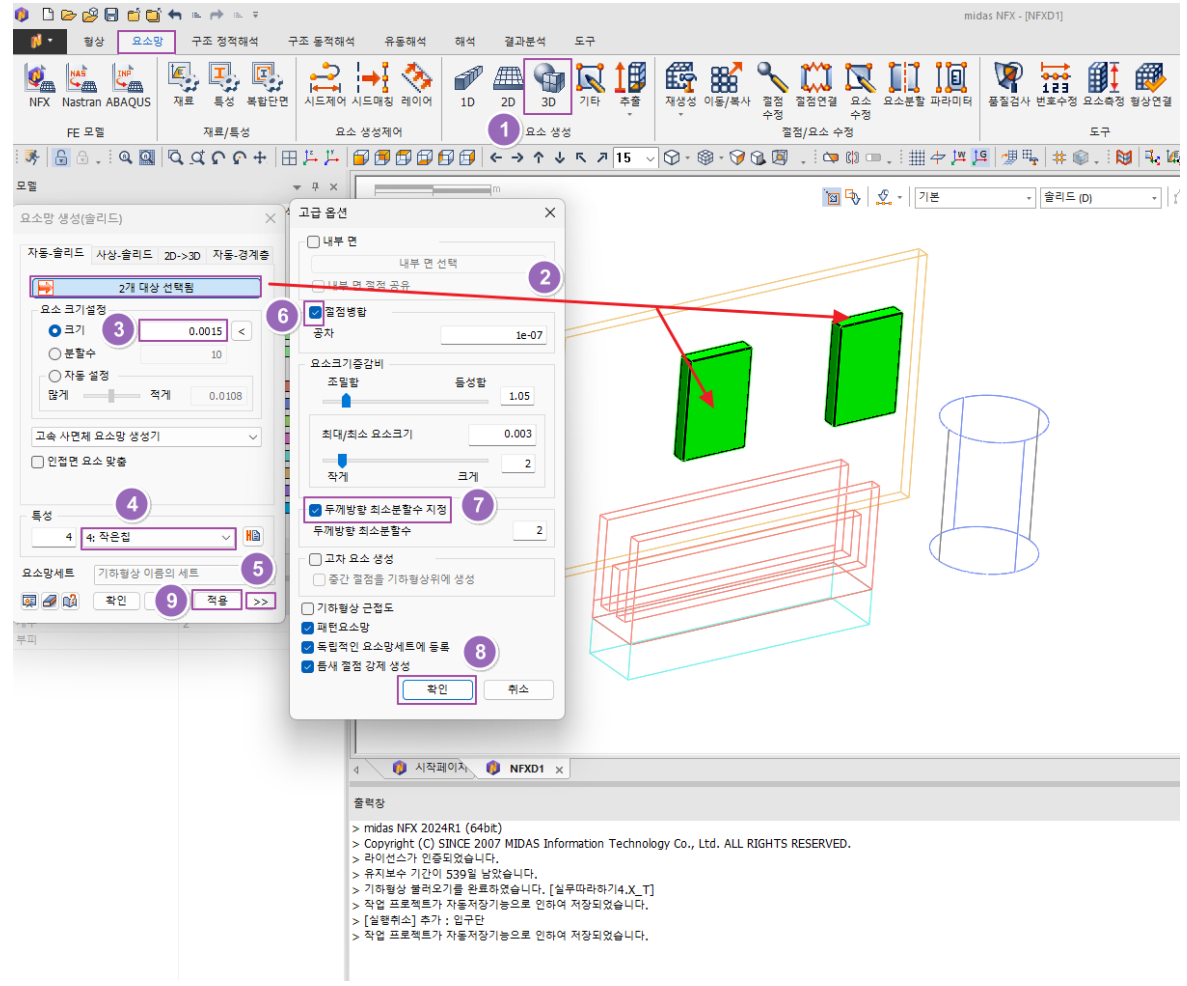 midas NFX - [NFXD1]
형상 요소망 구조 정적해석 구조 동적해석 유동해석 해석 결과분석 도구
NAS INP
NFX Nastran ABAQUS 재료 특성 복합단면 시드제어 시드매칭 레이어 1D 2D 3D 기타 추출 재생성 이동/복사 절점 수정 절점연결 요소 수정 요소분할 파라미터 품질검사 번호수정 요소측정 형상연결
FE 모델 재료/특성 요소 생성제어 1 요소 생성 절점/요소 수정 도구
15
모델
m
기본 솔리드 (D)
요소망 생성(솔리드)
자동-솔리드 사상-솔리드 2D->3D 자동-경계층
2개 대상 선택됨
요소 크기설정
크기 3 0.0015 <
분할수 10
자동 설정
많게 적게 0.0108
고속 사면체 요소망 생성기
인접면 요소 맞춤
4
특성
4 4: 작은집
5
요소망세트 기하형상 이름의 세트
확인 9 적용 >>
2
부피
고급 옵션
내부 면
내부 면 선택
2
내부 면 절점 공유
6 절점병합
공차 1e-07
요소크기증감비
조밀함 듬성함
1.05
최대/최소 요소크기 0.003
2
작게 크게
두께방향 최소분할수 지정 7
두께방향 최소분할수 2
고차 요소 생성
중간 절점을 기하형상위에 생성
기하형상 근접도
패턴요소망
독립적인 요소망세트에 등록
8
틈새 절점 강제 생성
확인 취소
시작페이지 NFXD1
출력창
> midas NFX 2024R1 (64bit)
> Copyright (C) SINCE 2007 MIDAS Information Technology Co., Ltd. ALL RIGHTS RESERVED.
> 라이선스가 인증되었습니다.
> 유지보수 기간이 539일 남았습니다.
> 기하형상 불러오기를 완료하였습니다. [실무따라하기4.X_T]
> 작업 프로젝트가 자동저장기능으로 인하여 저장되었습니다.
> [실행취소] 추가 : 입구단
> 작업 프로젝트가 자동저장기능으로 인하여 저장되었습니다.